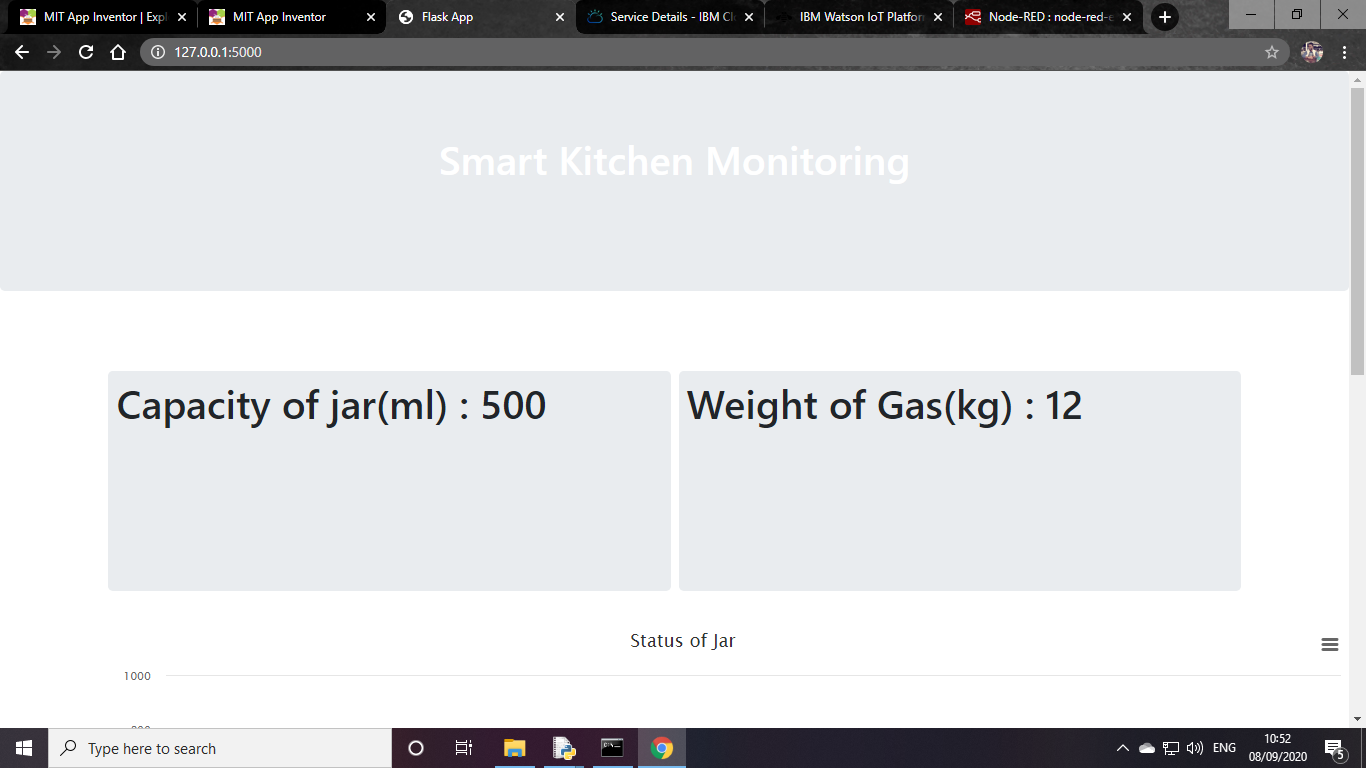 MIT App Inventor | Expl
MIT App Inventor
Flask App
Service Details - IBM Cl
IBM Watson IoT Platfor
Node-RED : node-red-e
127.0.0.1:5000
Smart Kitchen Monitoring
Capacity of jar(ml) : 500
Weight of Gas(kg) : 12
Status of Jar
1000
Type here to search
ENG
10:52
08/09/2020
5